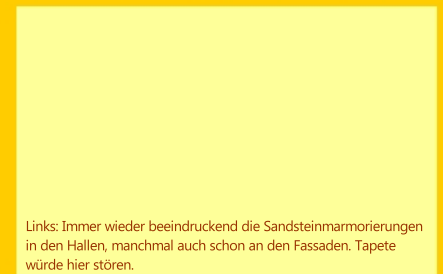 Links: Immer wieder beeindruckend die Sandsteinmarmorierungen
in den Hallen, manchmal auch schon an den Fassaden. Tapete
würde hier stören.